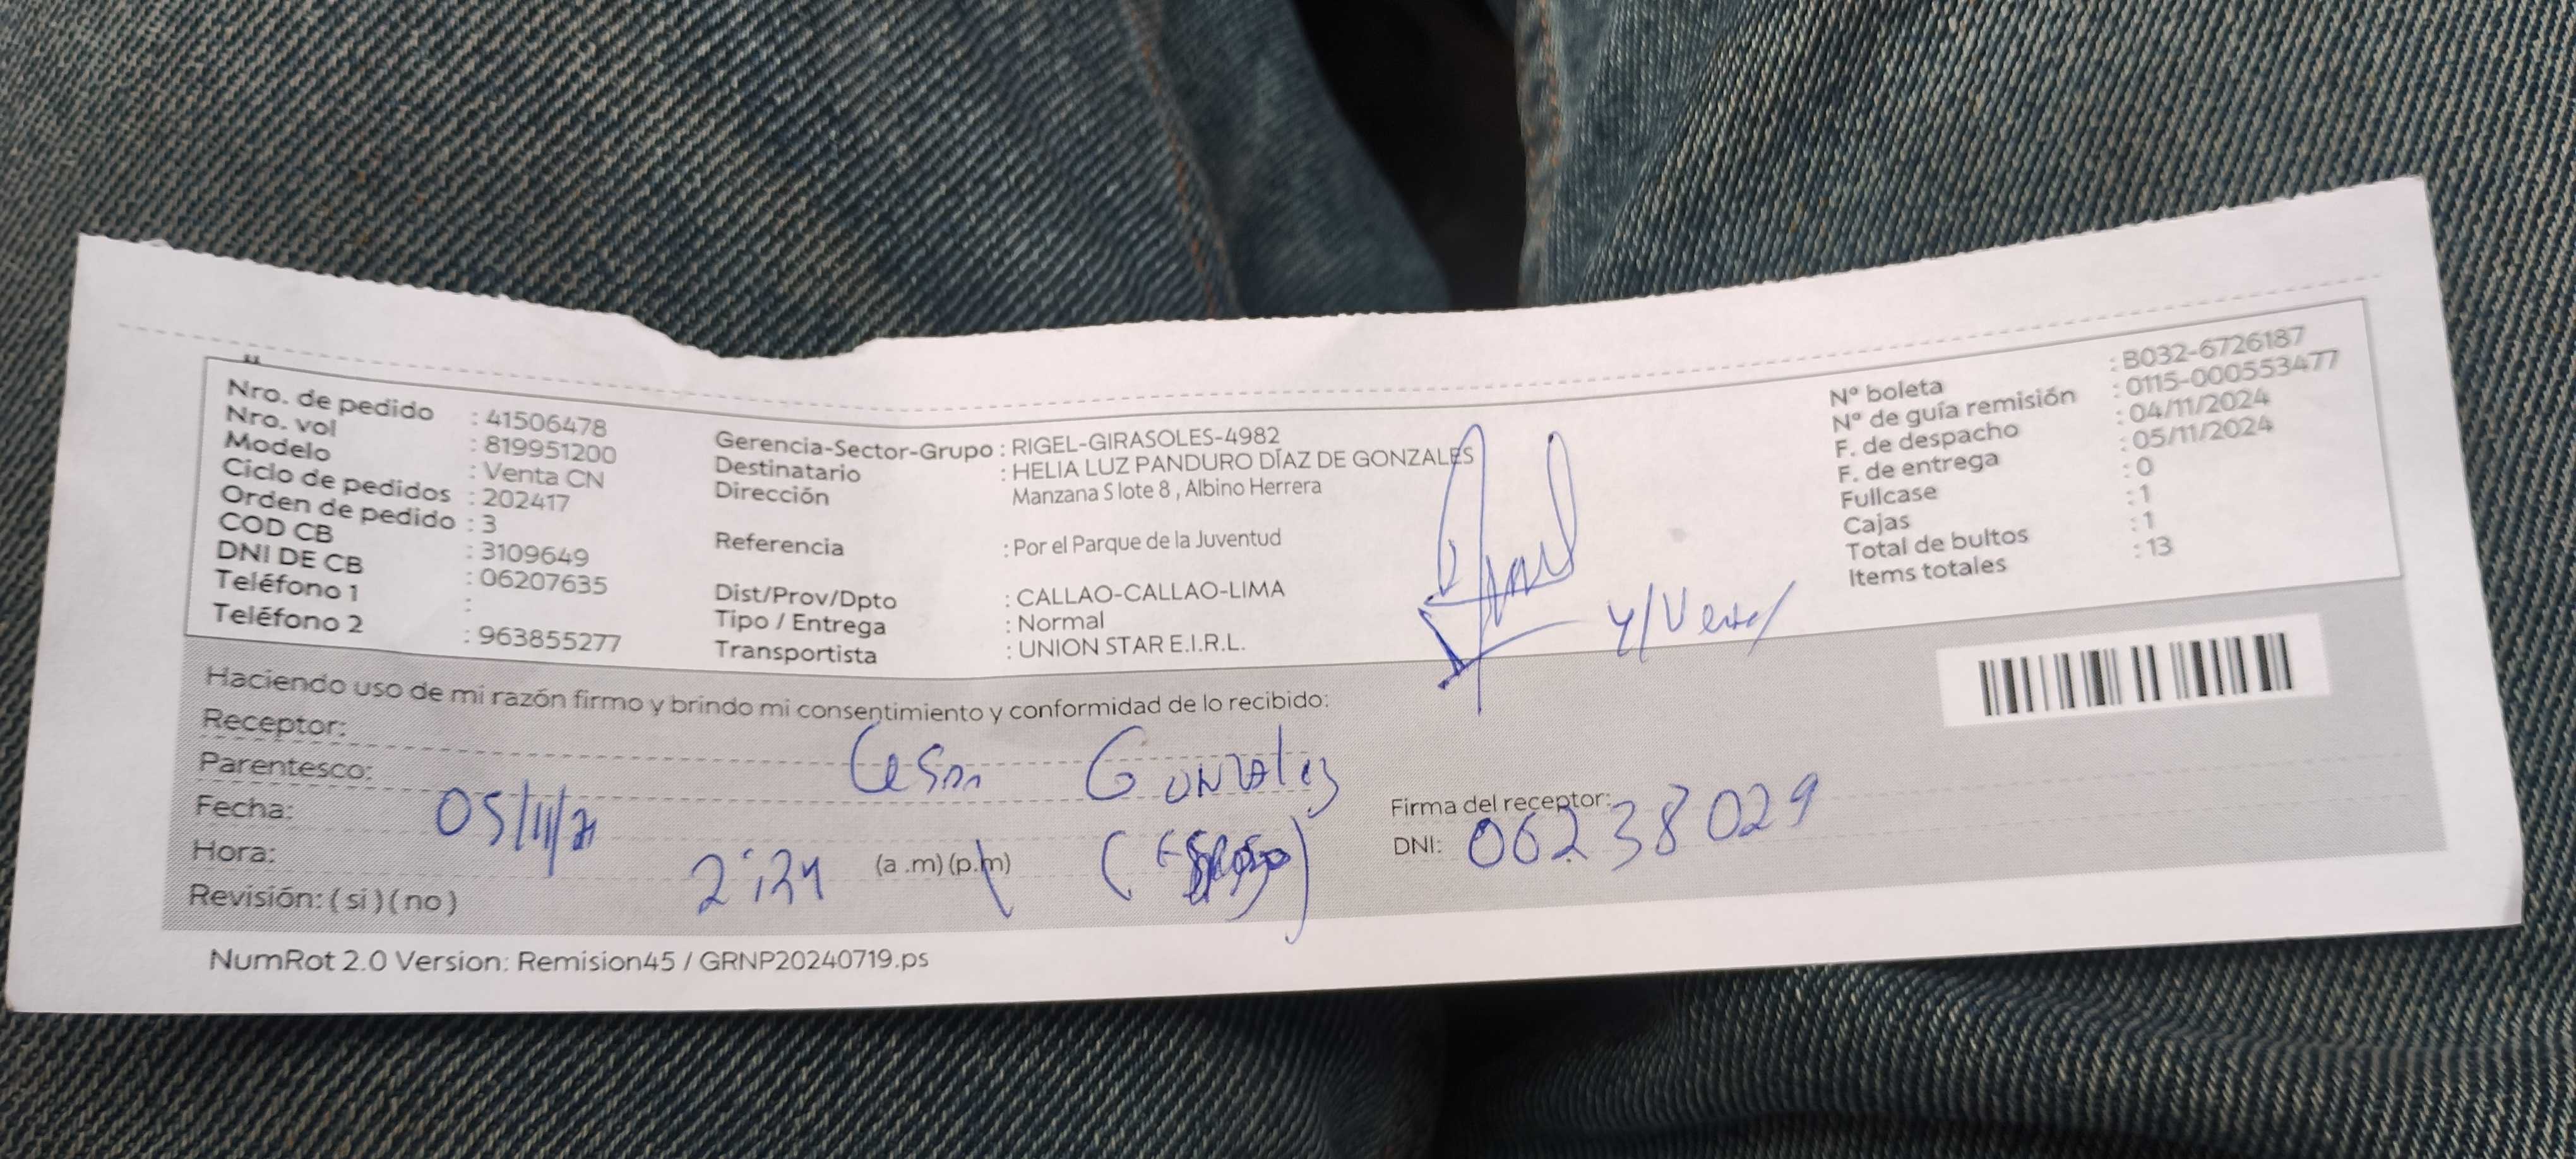 Nro. de pedido : 41506478
Nro. vol : 819951200
Modelo : Venta CN
Ciclo de pedidos : 202417
Orden de pedido : 3
COD CB : 3109649
DNI DE CB : 06207635
Teléfono 1 :
Teléfono 2 : 963855277
Gerencia-Sector-Grupo : RIGEL-GIRASOLES-4982
Destinatario : HELIA LUZ PANDURO DÍAZ DE GONZALES
Dirección Manzana S lote 8 , Albino Herrera
Referencia : Por el Parque de la Juventud
Dist/Prov/Dpto : CALLAO-CALLAO-LIMA
Tipo / Entrega : Normal
Transportista : UNION STAR E.I.R.L.
Nº boleta : B032-6726187
Nº de guía remisión : 0115-000553477
F. de despacho : 04/11/2024
F. de entrega : 05/11/2024
Fullcase : 0
Cajas : 1
Total de bultos : 1
Items totales : 13
Haciendo uso de mi razón firmo y brindo mi consentimiento y conformidad de lo recibido:
Receptor: Cesar Gonzales
Parentesco: (Esposo)
Fecha: 05/11/
Hora: 2:24 (a .m) (p.m)
Revisión: ( si ) ( no )
Firma del receptor:
DNI: 06238029
NumRot 2.0 Version: Remision45 / GRNP20240719.ps